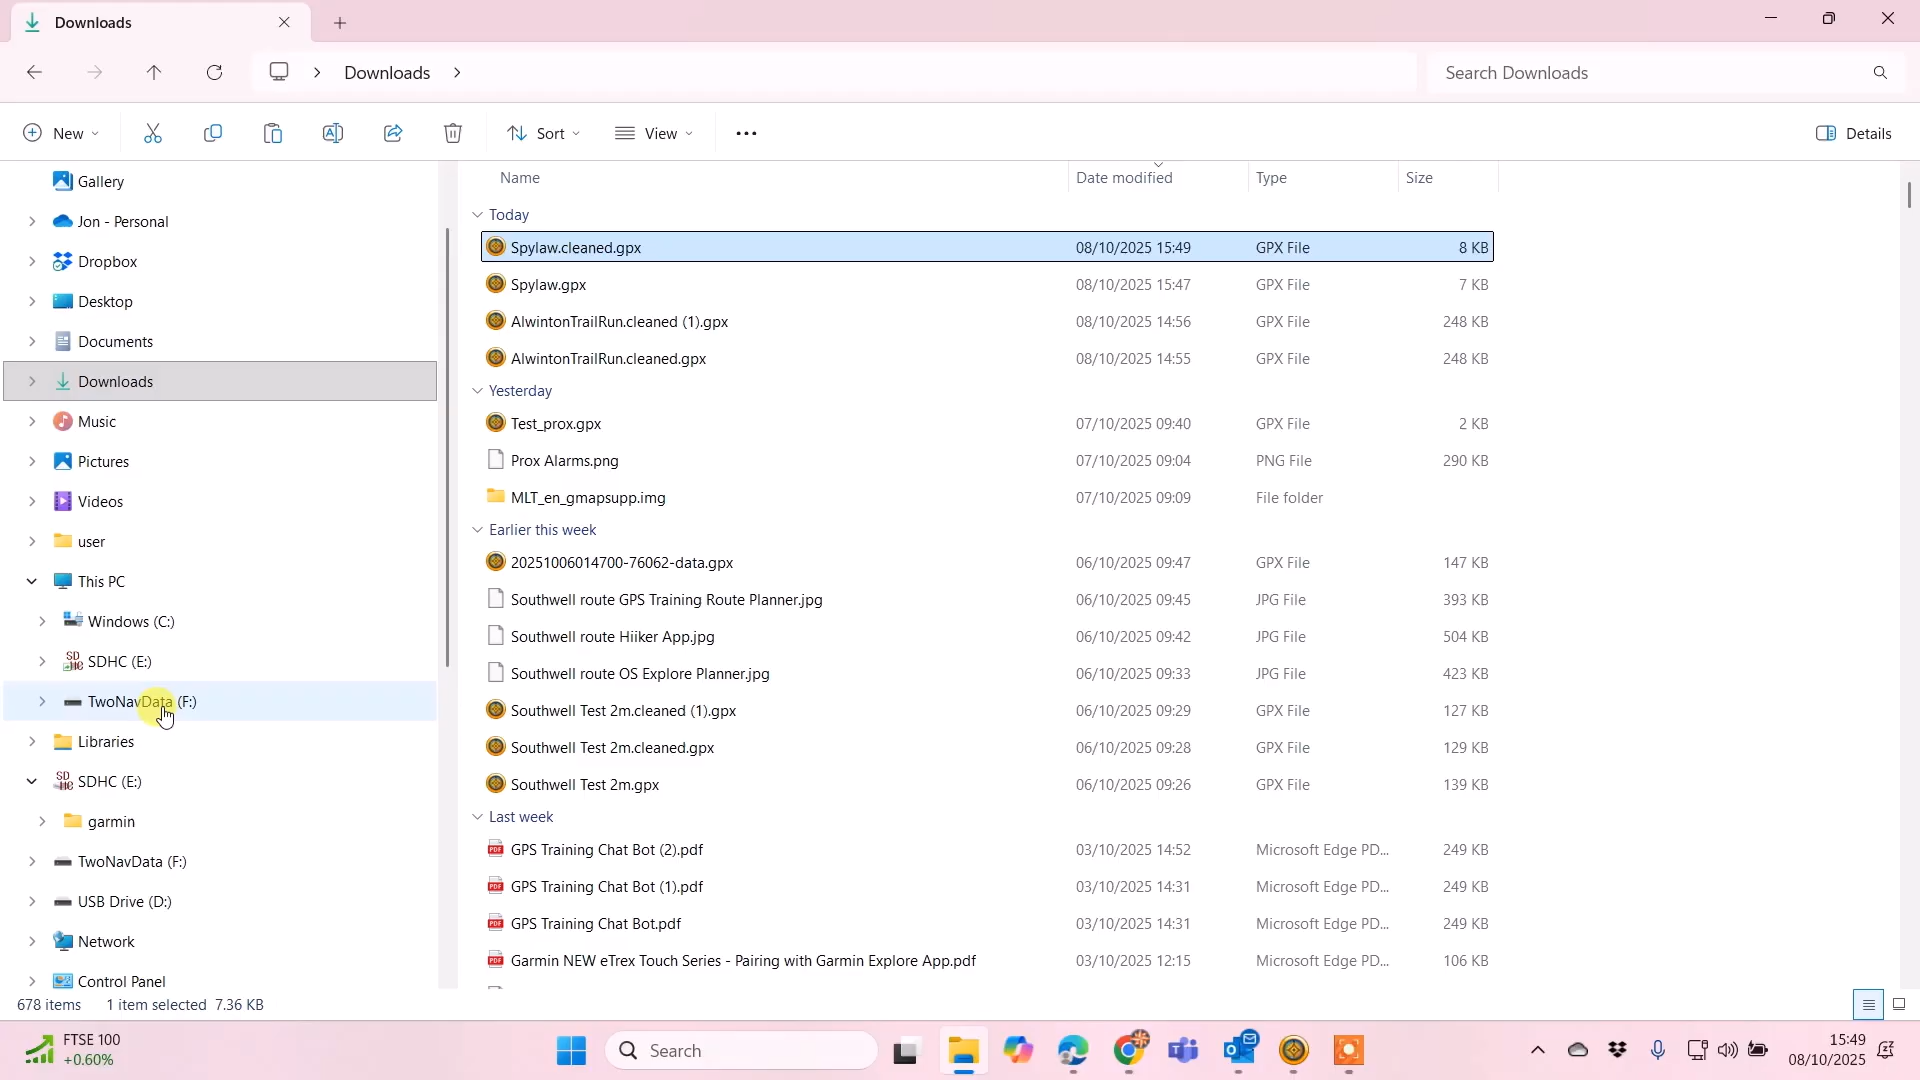 Downloads
Downloads
Search Downloads
New
Sort
View
Details
Gallery
Jon - Personal
Dropbox
Desktop
Documents
Downloads
Music
Pictures
Videos
user
This PC
Windows (C:)
SDHC (E:)
TwoNavData (F:)
Libraries
SDHC (E:)
garmin
TwoNavData (F:)
USB Drive (D:)
Network
Control Panel
Name Date modified Type Size
Today
Spylaw.cleaned.gpx 08/10/2025 15:49 GPX File 8 KB
Spylaw.gpx 08/10/2025 15:47 GPX File 7 KB
AlwintonTrailRun.cleaned (1).gpx 08/10/2025 14:56 GPX File 248 KB
AlwintonTrailRun.cleaned.gpx 08/10/2025 14:55 GPX File 248 KB
Yesterday
Test_prox.gpx 07/10/2025 09:40 GPX File 2 KB
Prox Alarms.png 07/10/2025 09:04 PNG File 290 KB
MLT_en_gmapsupp.img 07/10/2025 09:09 File folder
Earlier this week
20251006014700-76062-data.gpx 06/10/2025 09:47 GPX File 147 KB
Southwell route GPS Training Route Planner.jpg 06/10/2025 09:45 JPG File 393 KB
Southwell route Hiiker App.jpg 06/10/2025 09:42 JPG File 504 KB
Southwell route OS Explore Planner.jpg 06/10/2025 09:33 JPG File 423 KB
Southwell Test 2m.cleaned (1).gpx 06/10/2025 09:29 GPX File 127 KB
Southwell Test 2m.cleaned.gpx 06/10/2025 09:28 GPX File 129 KB
Southwell Test 2m.gpx 06/10/2025 09:26 GPX File 139 KB
Last week
GPS Training Chat Bot (2).pdf 03/10/2025 14:52 Microsoft Edge PD... 249 KB
GPS Training Chat Bot (1).pdf 03/10/2025 14:31 Microsoft Edge PD... 249 KB
GPS Training Chat Bot.pdf 03/10/2025 14:31 Microsoft Edge PD... 249 KB
Garmin NEW eTrex Touch Series - Pairing with Garmin Explore App.pdf 03/10/2025 12:15 Microsoft Edge PD... 106 KB
678 items 1 item selected 7.36 KB
FTSE 100
+0.60%
Search
15:49
08/10/2025